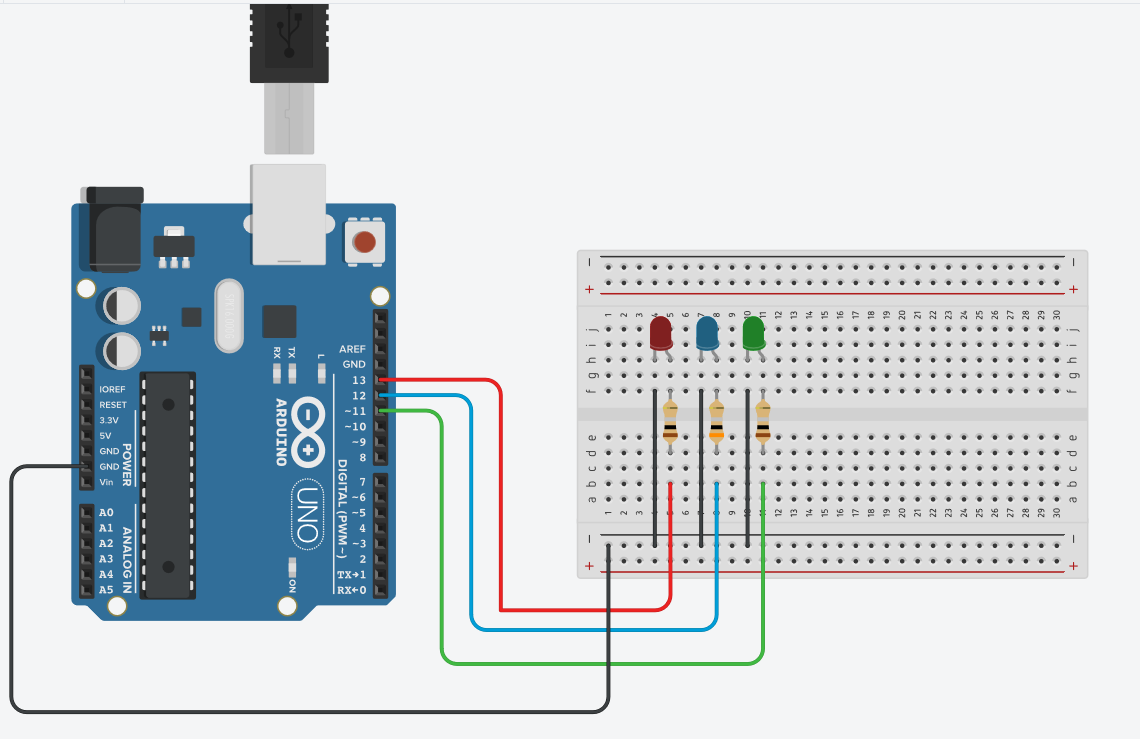 AREF
GND
13
12
~11
~10
~9
8
7
~6
~5
4
~3
2
TX→1
RX←0
DIGITAL (PWM~)
IOREF
RESET
3.3V
5V
GND
GND
Vin
POWER
A0
A1
A2
A3
A4
A5
ANALOG IN
RX
TX
L
ARDUINO
UNO
ON
− −
+ +
1 2 3 4 5 6 7 8 9 10 11 12 13 14 15 16 17 18 19 20 21 22 23 24 25 26 27 28 29 30
j j
i i
h h
g g
f f
e e
d d
c c
b b
a a
1 2 3 4 5 6 7 8 9 10 11 12 13 14 15 16 17 18 19 20 21 22 23 24 25 26 27 28 29 30
− −
+ +